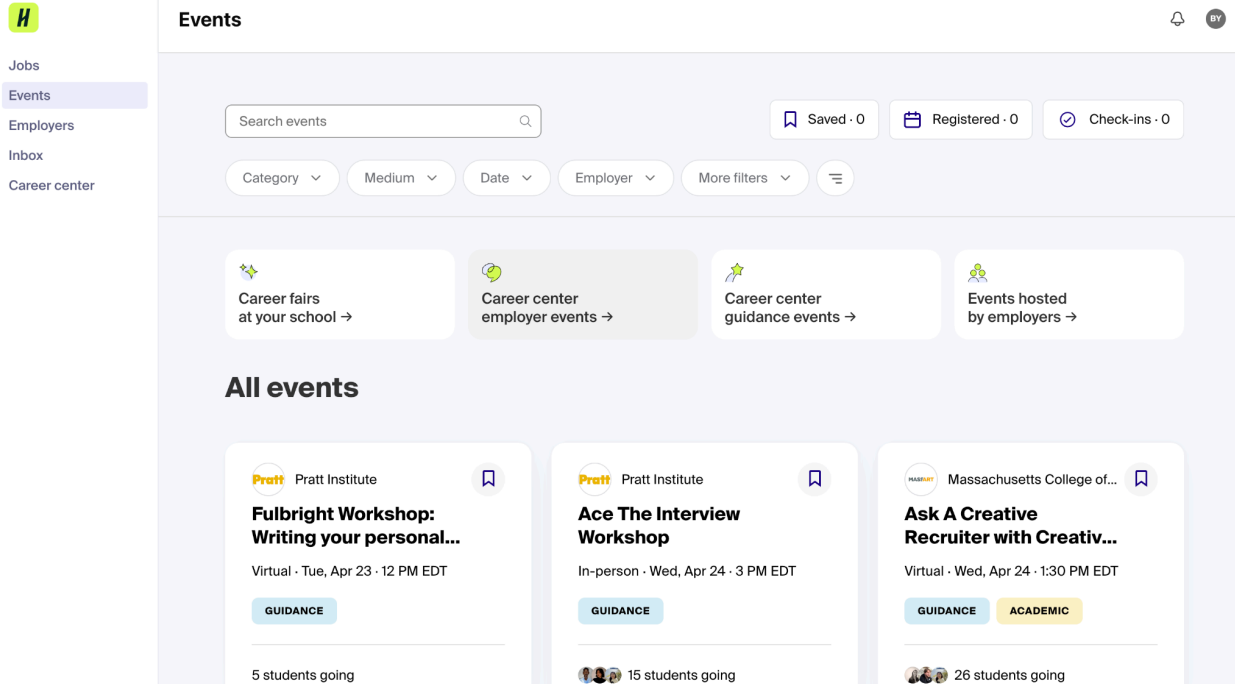 H
Events
BY
Jobs
Events
Employers
Inbox
Career center
Search events
Saved · 0
Registered · 0
Check-ins · 0
Category
Medium
Date
Employer
More filters
Career fairs
at your school →
Career center
employer events →
Career center
guidance events →
Events hosted
by employers →
All events
Pratt
Pratt Institute
Fulbright Workshop:
Writing your personal...
Virtual · Tue, Apr 23 · 12 PM EDT
GUIDANCE
5 students going
Pratt
Pratt Institute
Ace The Interview
Workshop
In-person · Wed, Apr 24 · 3 PM EDT
GUIDANCE
15 students going
MASSART
Massachusetts College of...
Ask A Creative
Recruiter with Creativ...
Virtual · Wed, Apr 24 · 1:30 PM EDT
GUIDANCE
ACADEMIC
26 students going